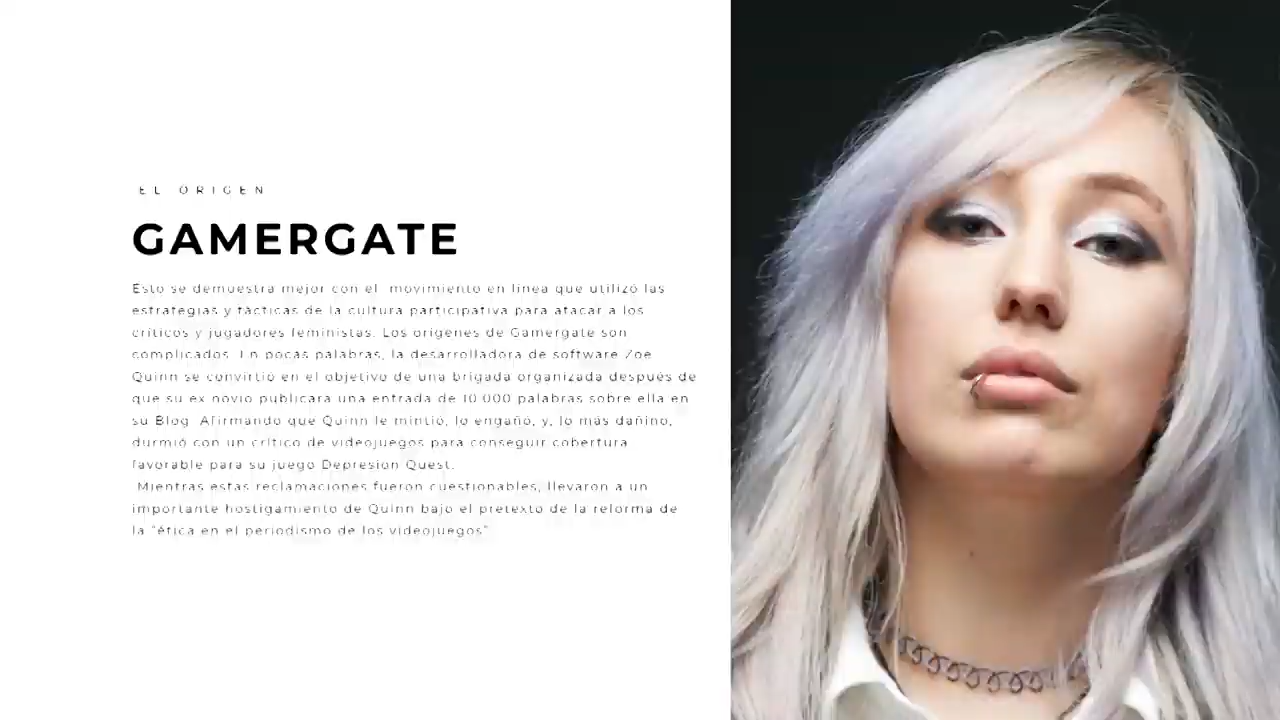 EL ORIGEN
GAMERGATE
Esto se demuestra mejor con el movimiento en línea que utilizó las
estrategias y tácticas de la cultura participativa para atacar a los
críticos y jugadores feministas. Los orígenes de Gamergate son
complicados. En pocas palabras, la desarrolladora de software Zoe
Quinn se convirtió en el objetivo de una brigada organizada después de
que su ex novio publicara una entrada de 10.000 palabras sobre ella en
su Blog. Afirmando que Quinn le mintió, lo engañó, y, lo más dañino,
durmió con un crítico de videojuegos para conseguir cobertura
favorable para su juego Depresion Quest.
Mientras estas reclamaciones fueron cuestionables, llevaron a un
importante hostigamiento de Quinn bajo el pretexto de la reforma de
la "ética en el periodismo de los videojuegos"